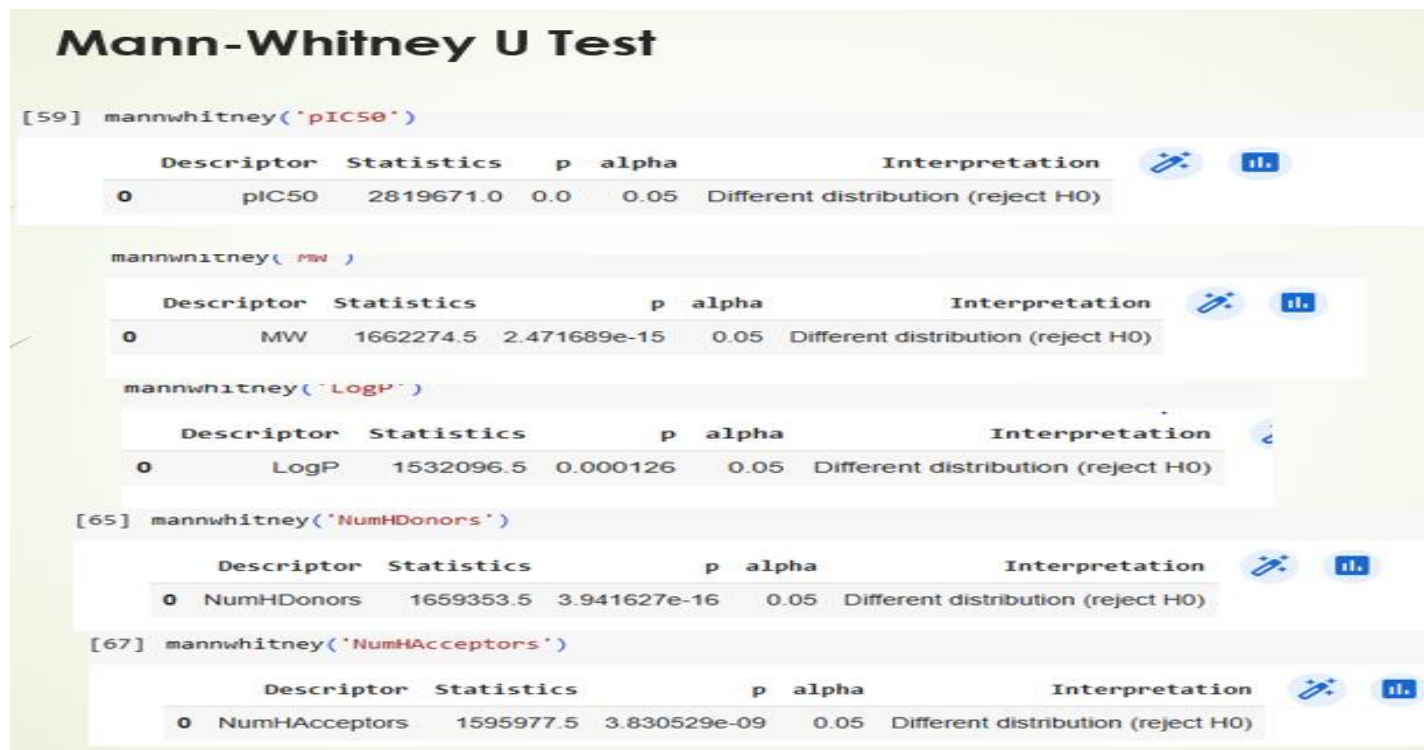 Mann-Whitney U Test
[59] mannwhitney('pIC50')
Descriptor Statistics p alpha Interpretation
0 pIC50 2819671.0 0.0 0.05 Different distribution (reject H0)
mannwhitney('MW')
Descriptor Statistics p alpha Interpretation
0 MW 1662274.5 2.471689e-15 0.05 Different distribution (reject H0)
mannwhitney('LogP')
Descriptor Statistics p alpha Interpretation
0 LogP 1532096.5 0.000126 0.05 Different distribution (reject H0)
[65] mannwhitney('NumHDonors')
Descriptor Statistics p alpha Interpretation
0 NumHDonors 1659353.5 3.941627e-16 0.05 Different distribution (reject H0)
[67] mannwhitney('NumHAcceptors')
Descriptor Statistics p alpha Interpretation
0 NumHAcceptors 1595977.5 3.830529e-09 0.05 Different distribution (reject H0)